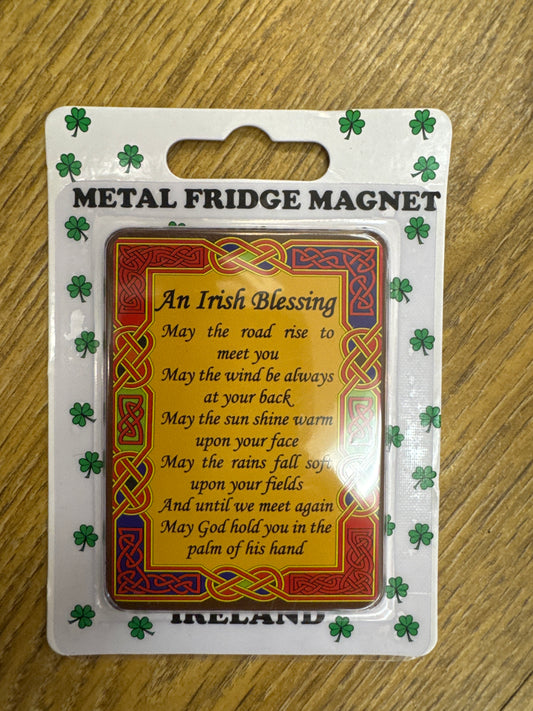 METAL FRIDGE MAGNET
An Irish Blessing
May the road rise to
meet you
May the wind be always
at your back
May the sun shine warm
upon your face
May the rains fall soft
upon your fields
And until we meet again
May God hold you in the
palm of his hand
IRELAND